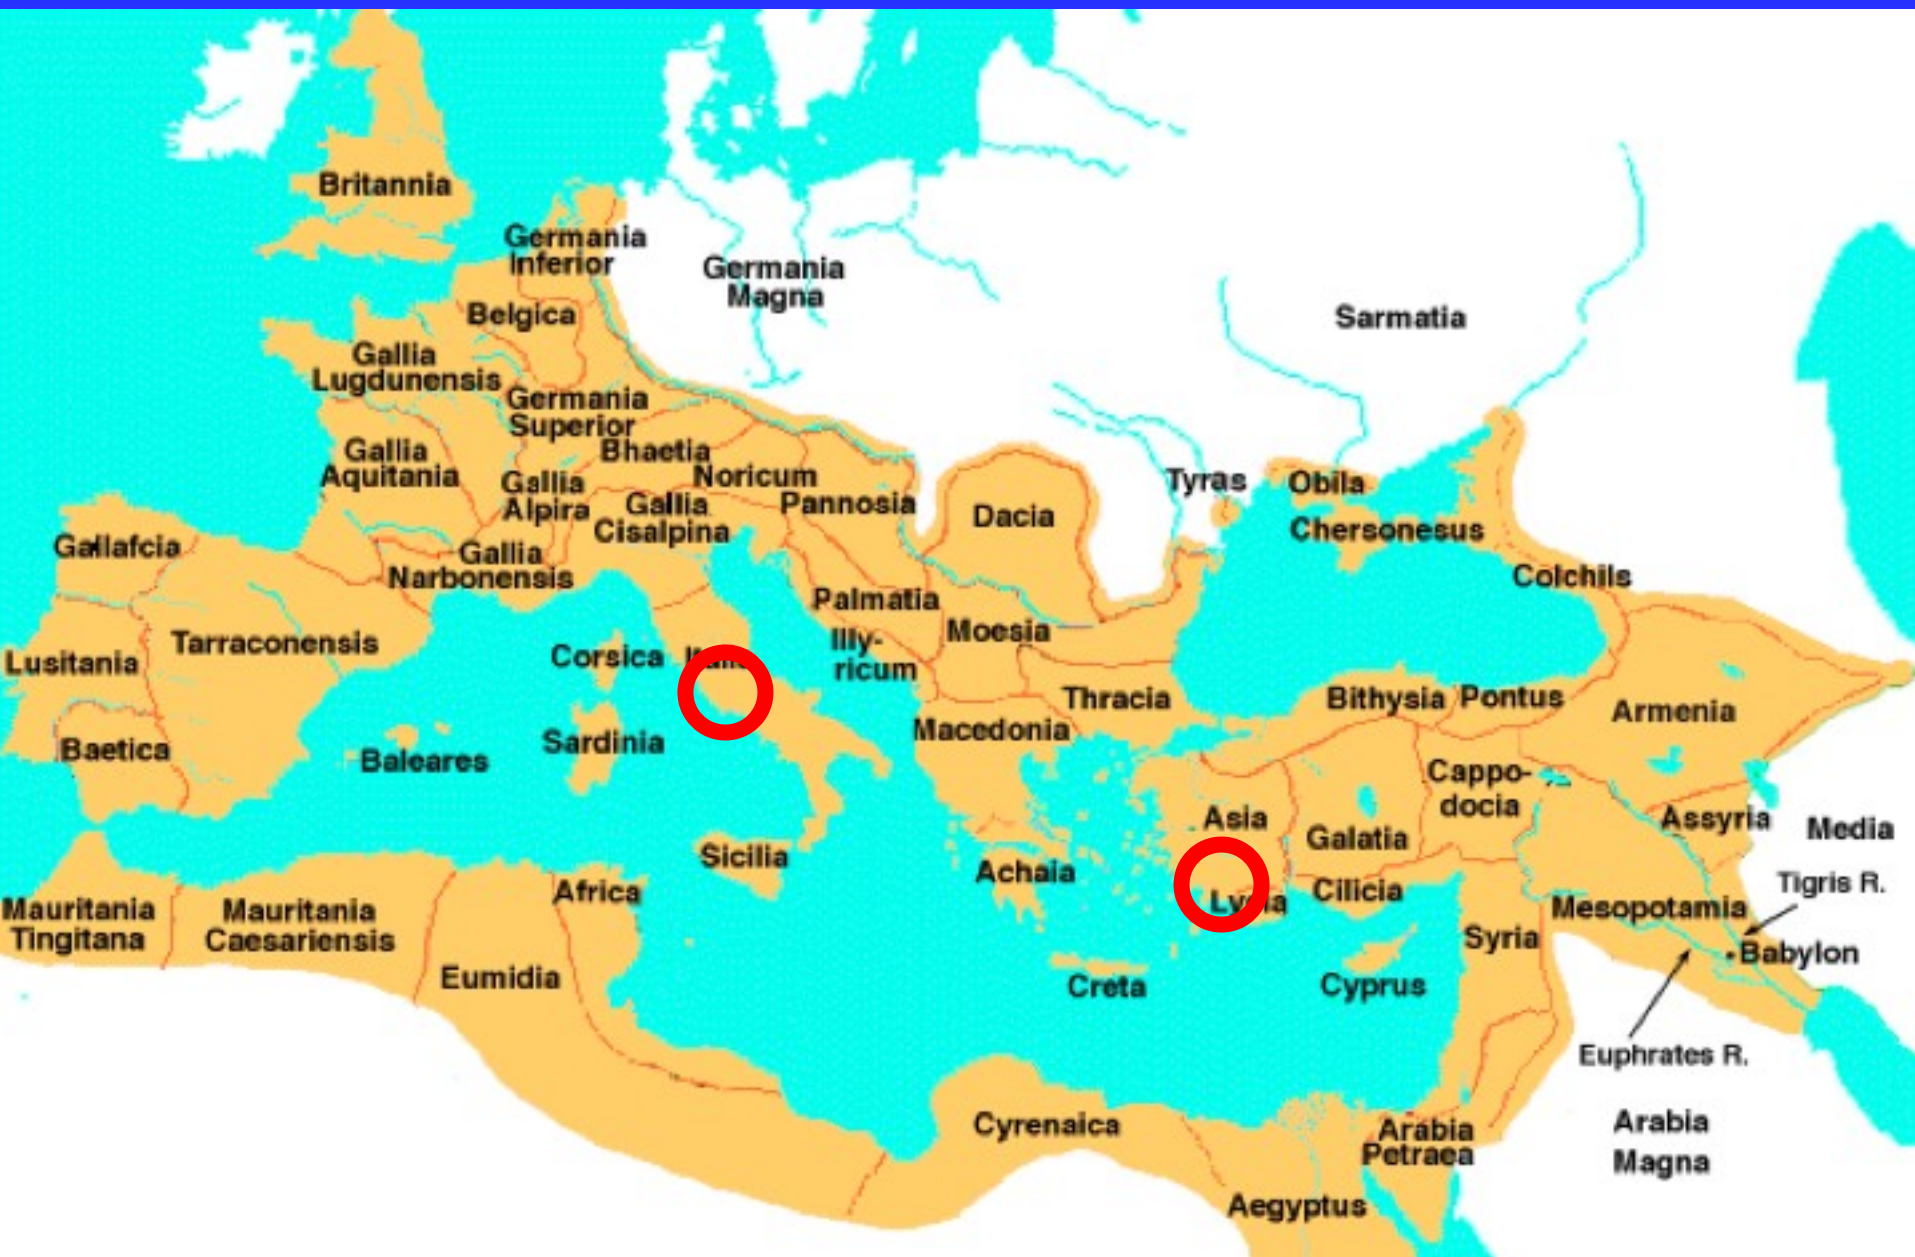 Britannia
Germania
Inferior
Germania
Magna
Belgica
Sarmatia
Gallia
Lugdunensis
Germania
Superior
Gallia
Aquitania
Bhaetia
Noricum
Gallia
Alpira
Gallia
Cisalpina
Pannosia
Dacia
Tyras
Obila
Chersonesus
Gallafcia
Gallia
Narbonensis
Colchils
Palmatia
Moesia
Illy-
ricum
Tarraconensis
Lusitania
Corsica
Thracia
Bithysia
Pontus
Armenia
Macedonia
Baetica
Baleares
Sardinia
Cappo-
docia
Asia
Galatia
Assyria
Media
Sicilia
Achaia
Tigris R.
Africa
Cilicia
Mauritania
Tingitana
Mauritania
Caesariensis
Mesopotamia
Syria
Babylon
Eumidia
Creta
Cyprus
Euphrates R.
Cyrenaica
Arabia
Petraea
Arabia
Magna
Aegyptus